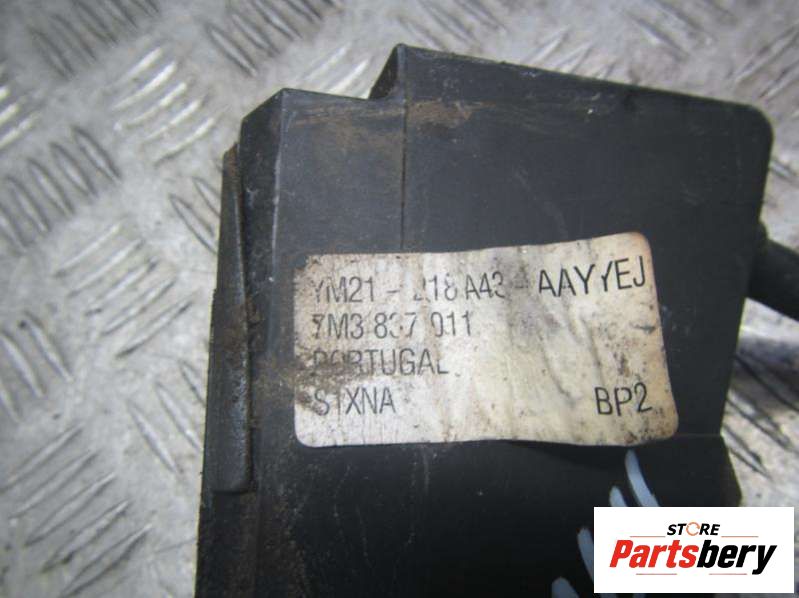 YM21-218A43-AAYYEJ
7M3 837 011
PORTUGAL
S1XNA BP2
STORE
Partsbery